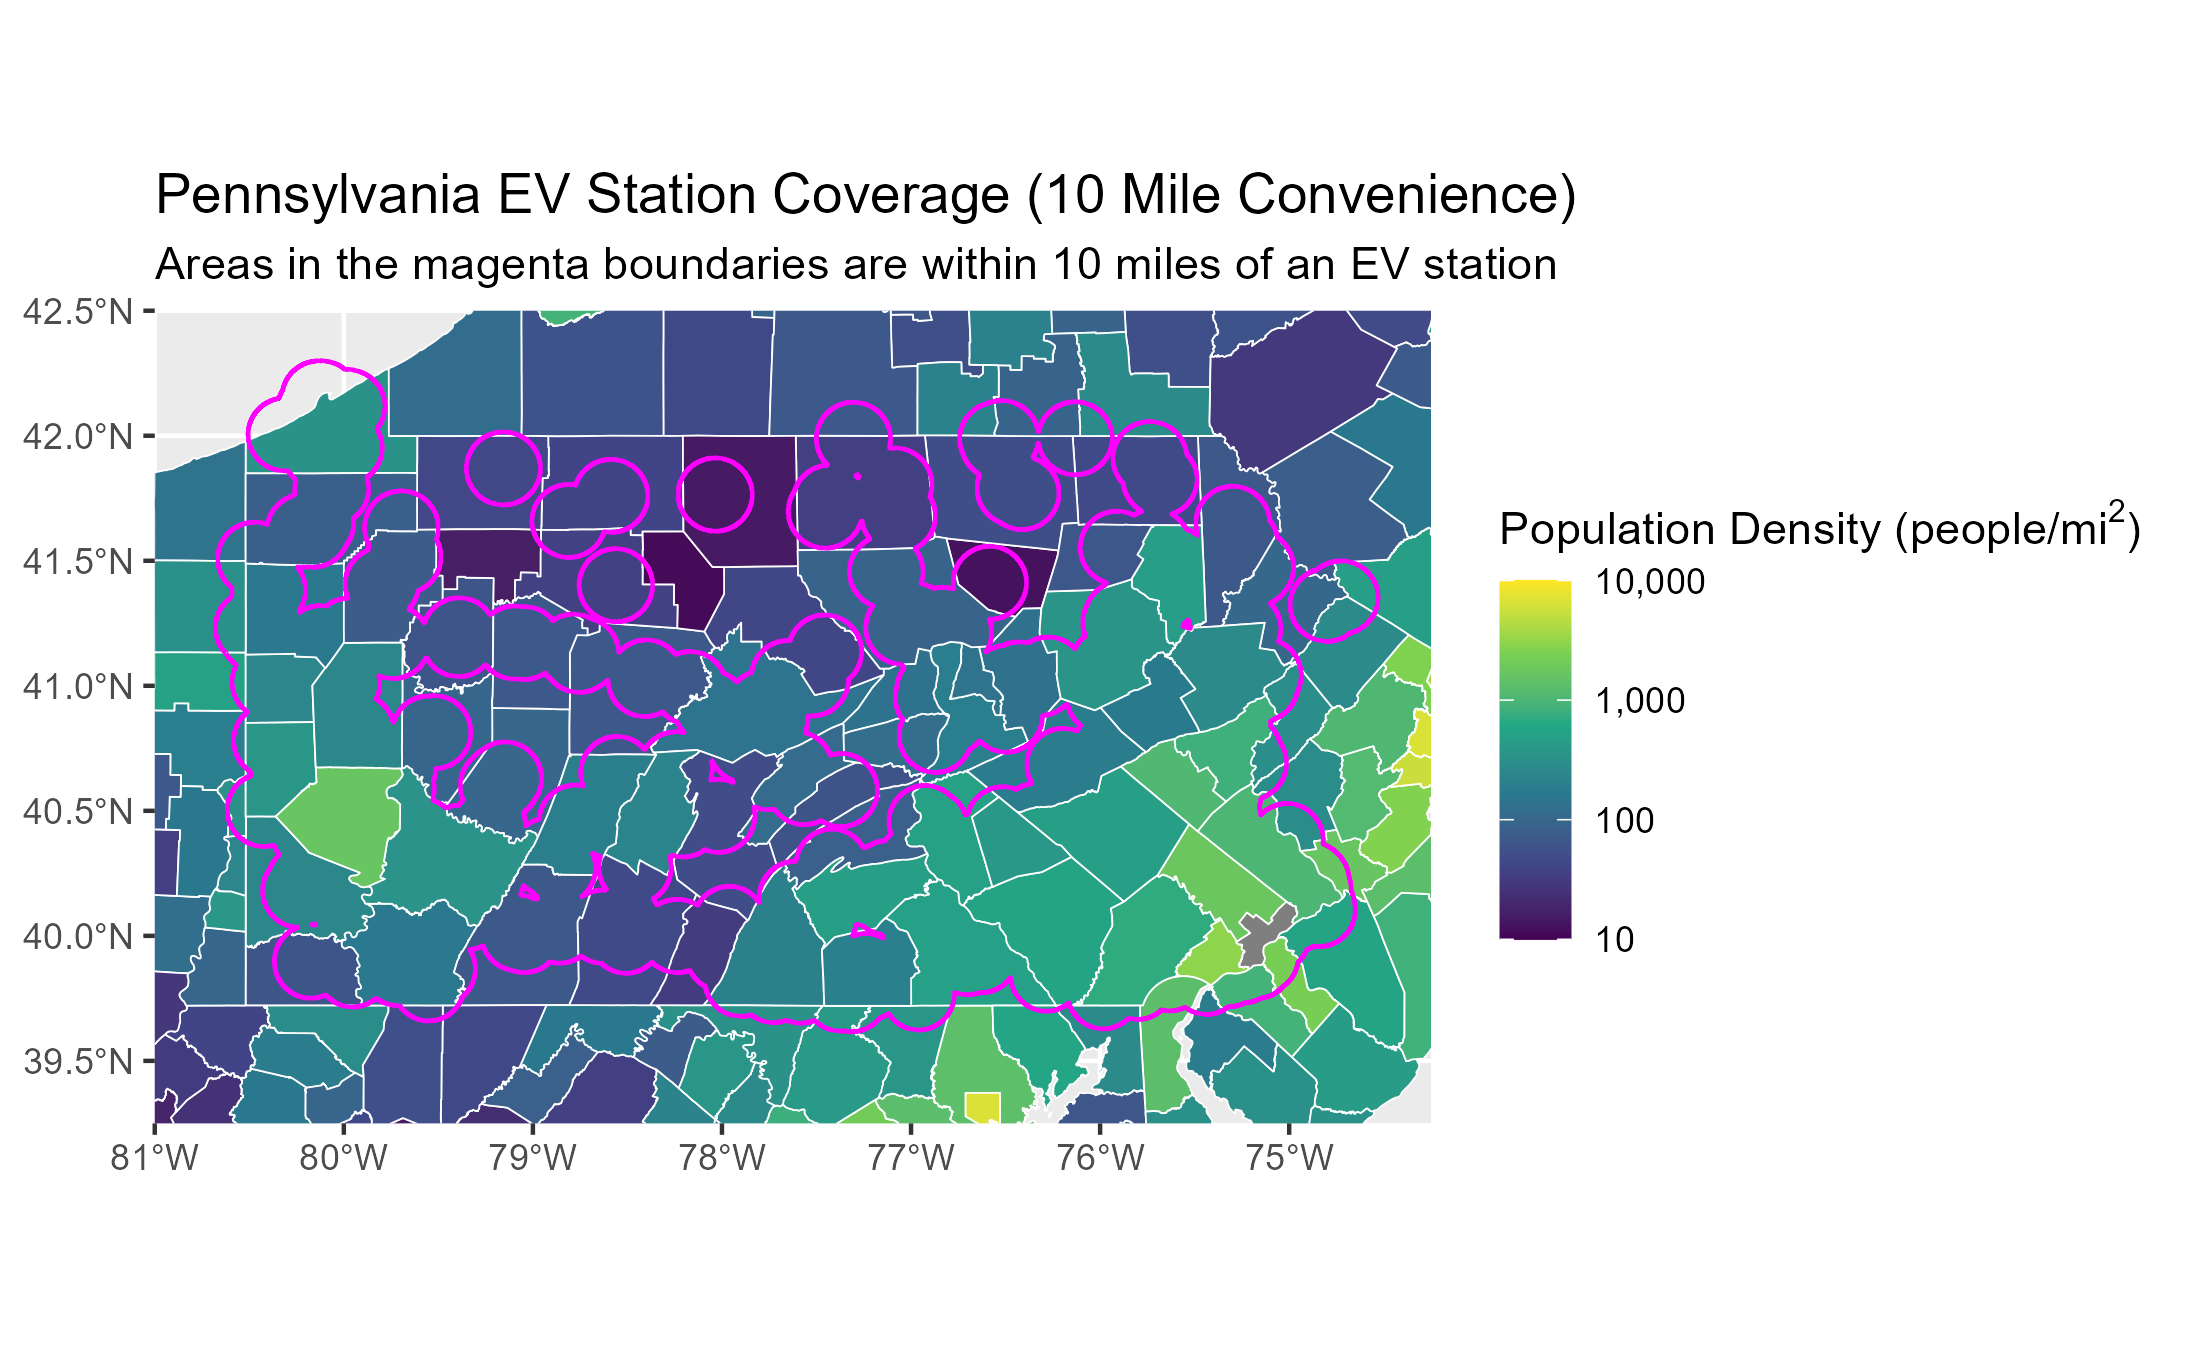 Pennsylvania EV Station Coverage (10 Mile Convenience)
Areas in the magenta boundaries are within 10 miles of an EV station
42.5°N
42.0°N
41.5°N
41.0°N
40.5°N
40.0°N
39.5°N
81°W 80°W 79°W 78°W 77°W 76°W 75°W
Population Density (people/mi²)
10,000
1,000
100
10